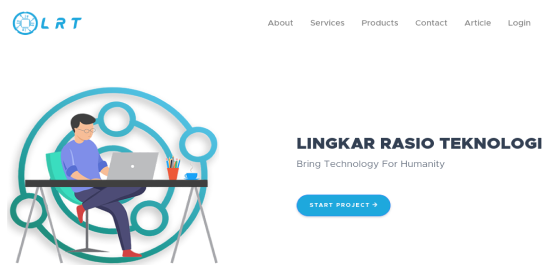 LRT
About Services Products Contact Article Login
LINGKAR RASIO TEKNOLOGI
Bring Technology For Humanity
START PROJECT →